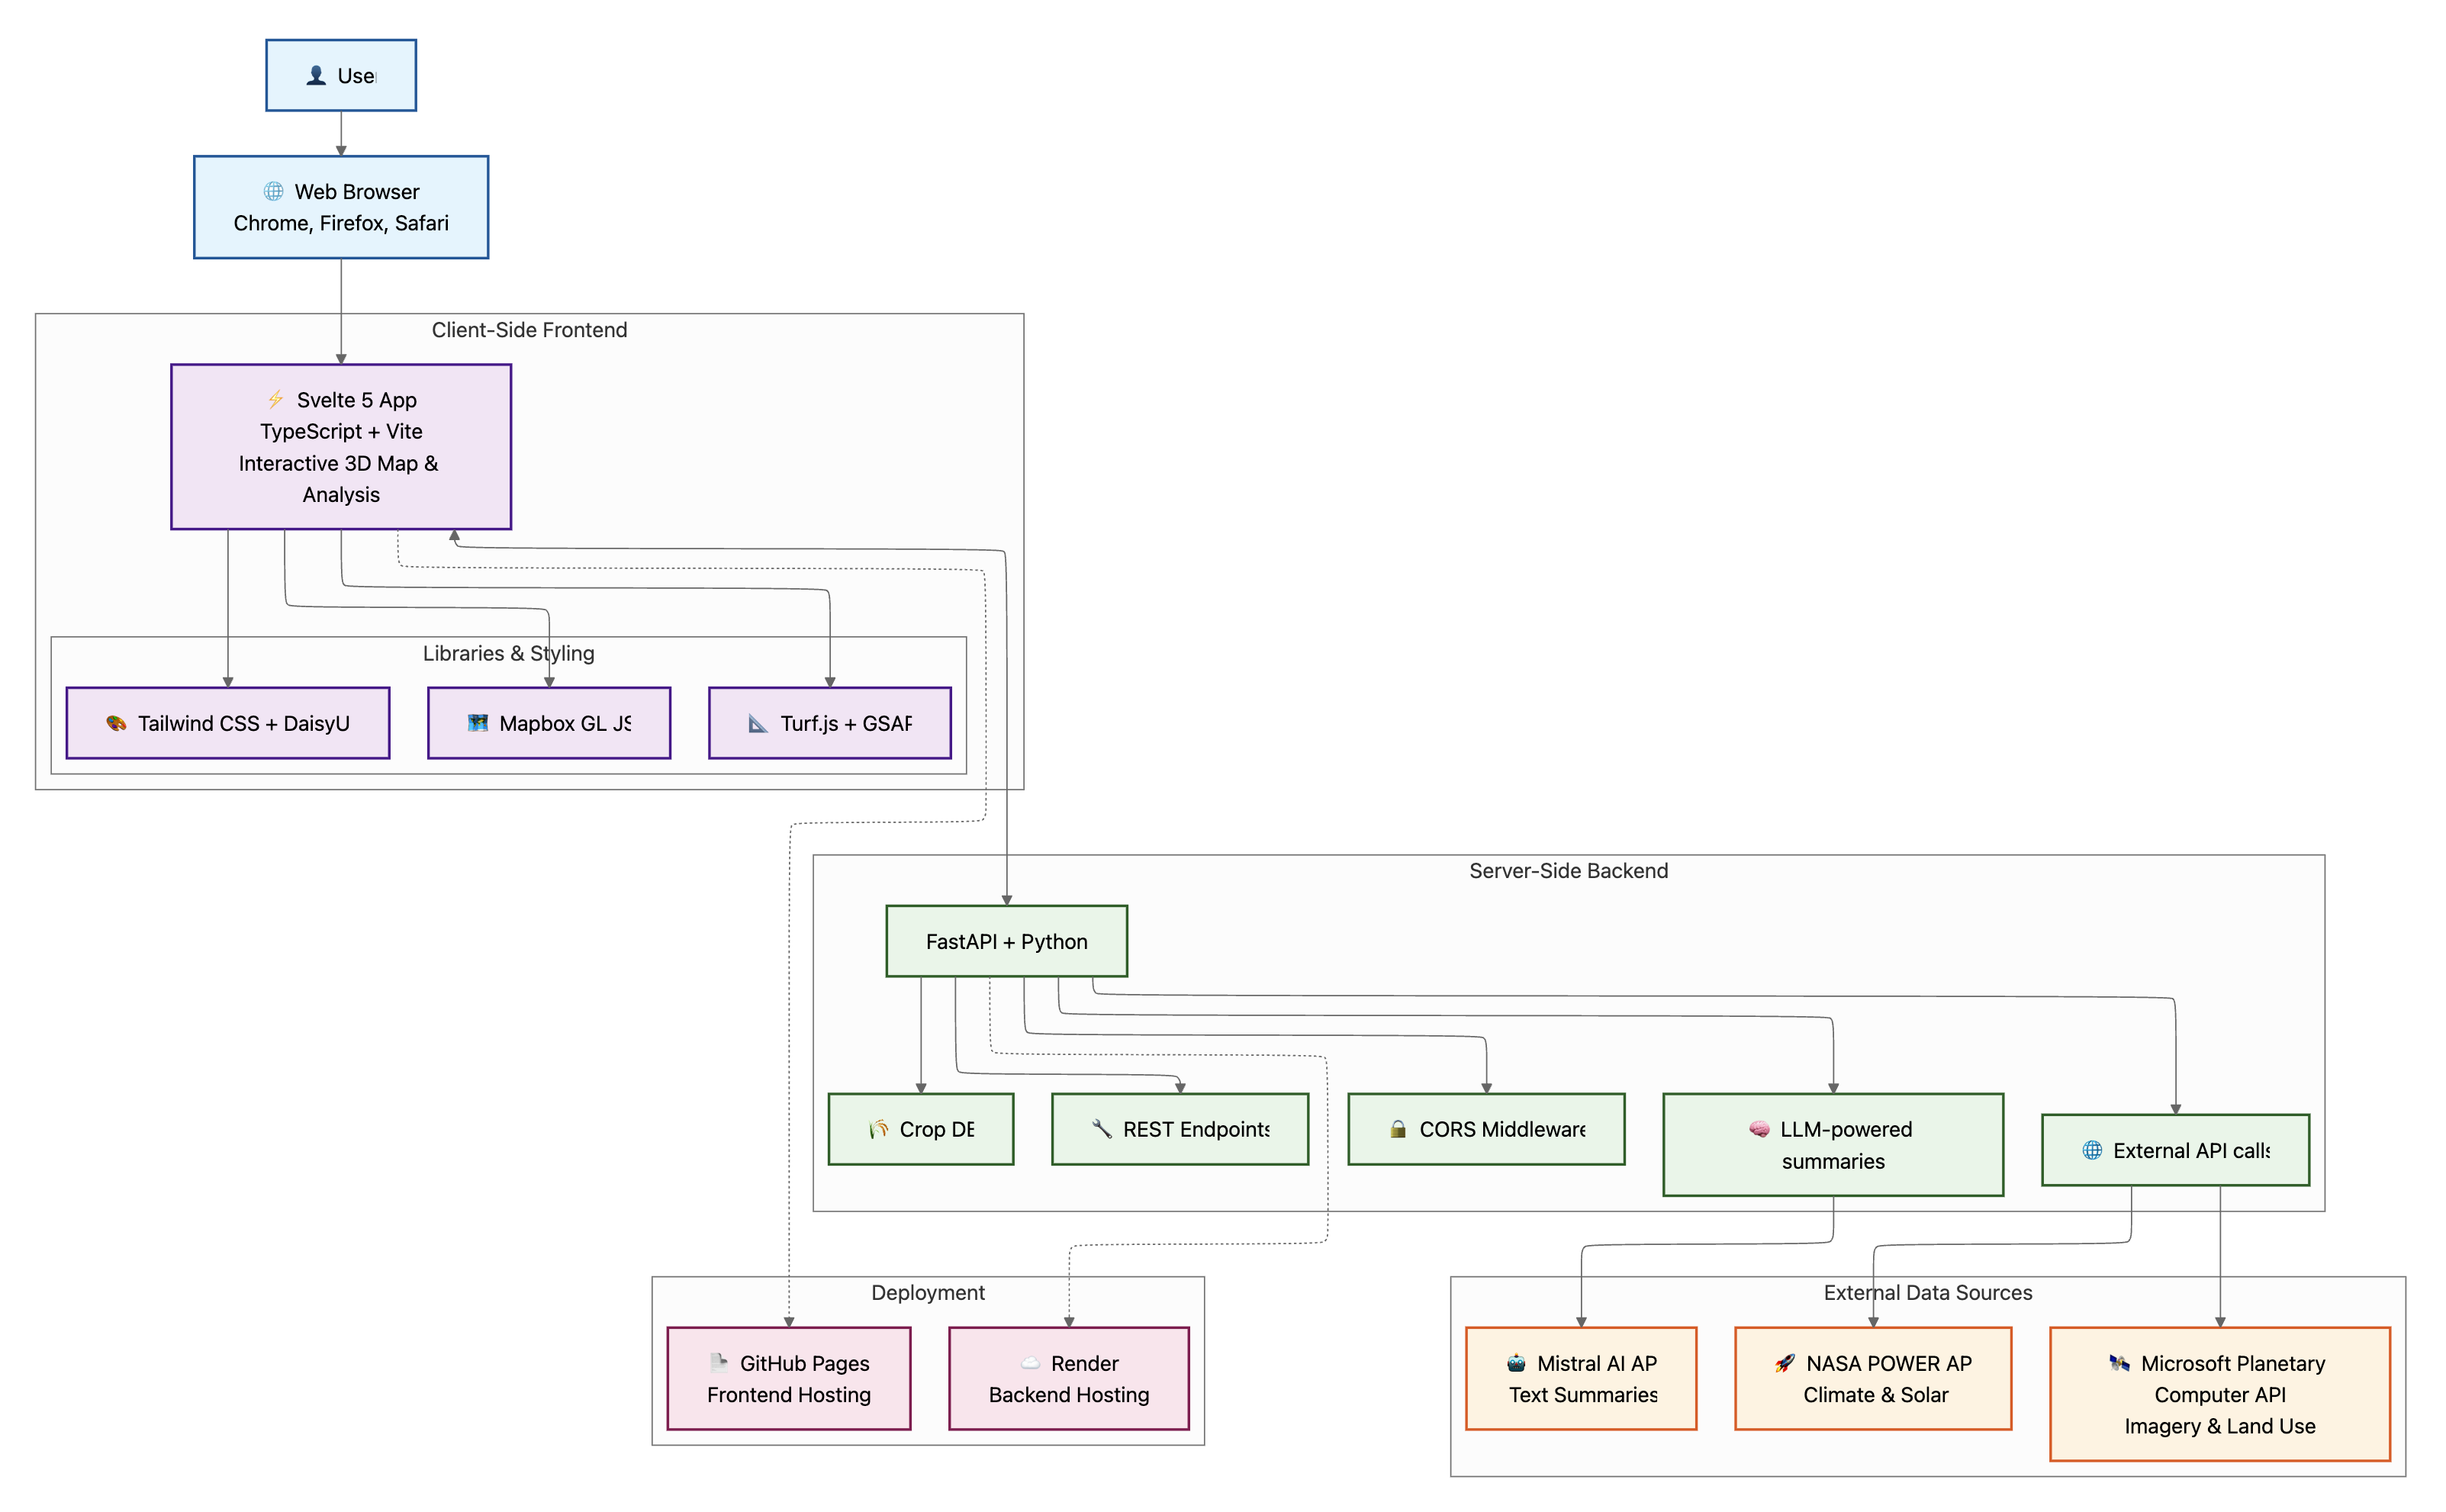 👤 User
🌐 Web Browser
Chrome, Firefox, Safari
Client-Side Frontend
⚡ Svelte 5 App
TypeScript + Vite
Interactive 3D Map &
Analysis
Libraries & Styling
🎨 Tailwind CSS + DaisyU
🗺️ Mapbox GL JS
📐 Turf.js + GSAP
Server-Side Backend
FastAPI + Python
🌾 Crop DB
🔧 REST Endpoints
🔒 CORS Middleware
🧠 LLM-powered
summaries
🌐 External API calls
Deployment
📄 GitHub Pages
Frontend Hosting
☁️ Render
Backend Hosting
External Data Sources
🤖 Mistral AI AP
Text Summaries
🚀 NASA POWER AP
Climate & Solar
🛰️ Microsoft Planetary
Computer API
Imagery & Land Use